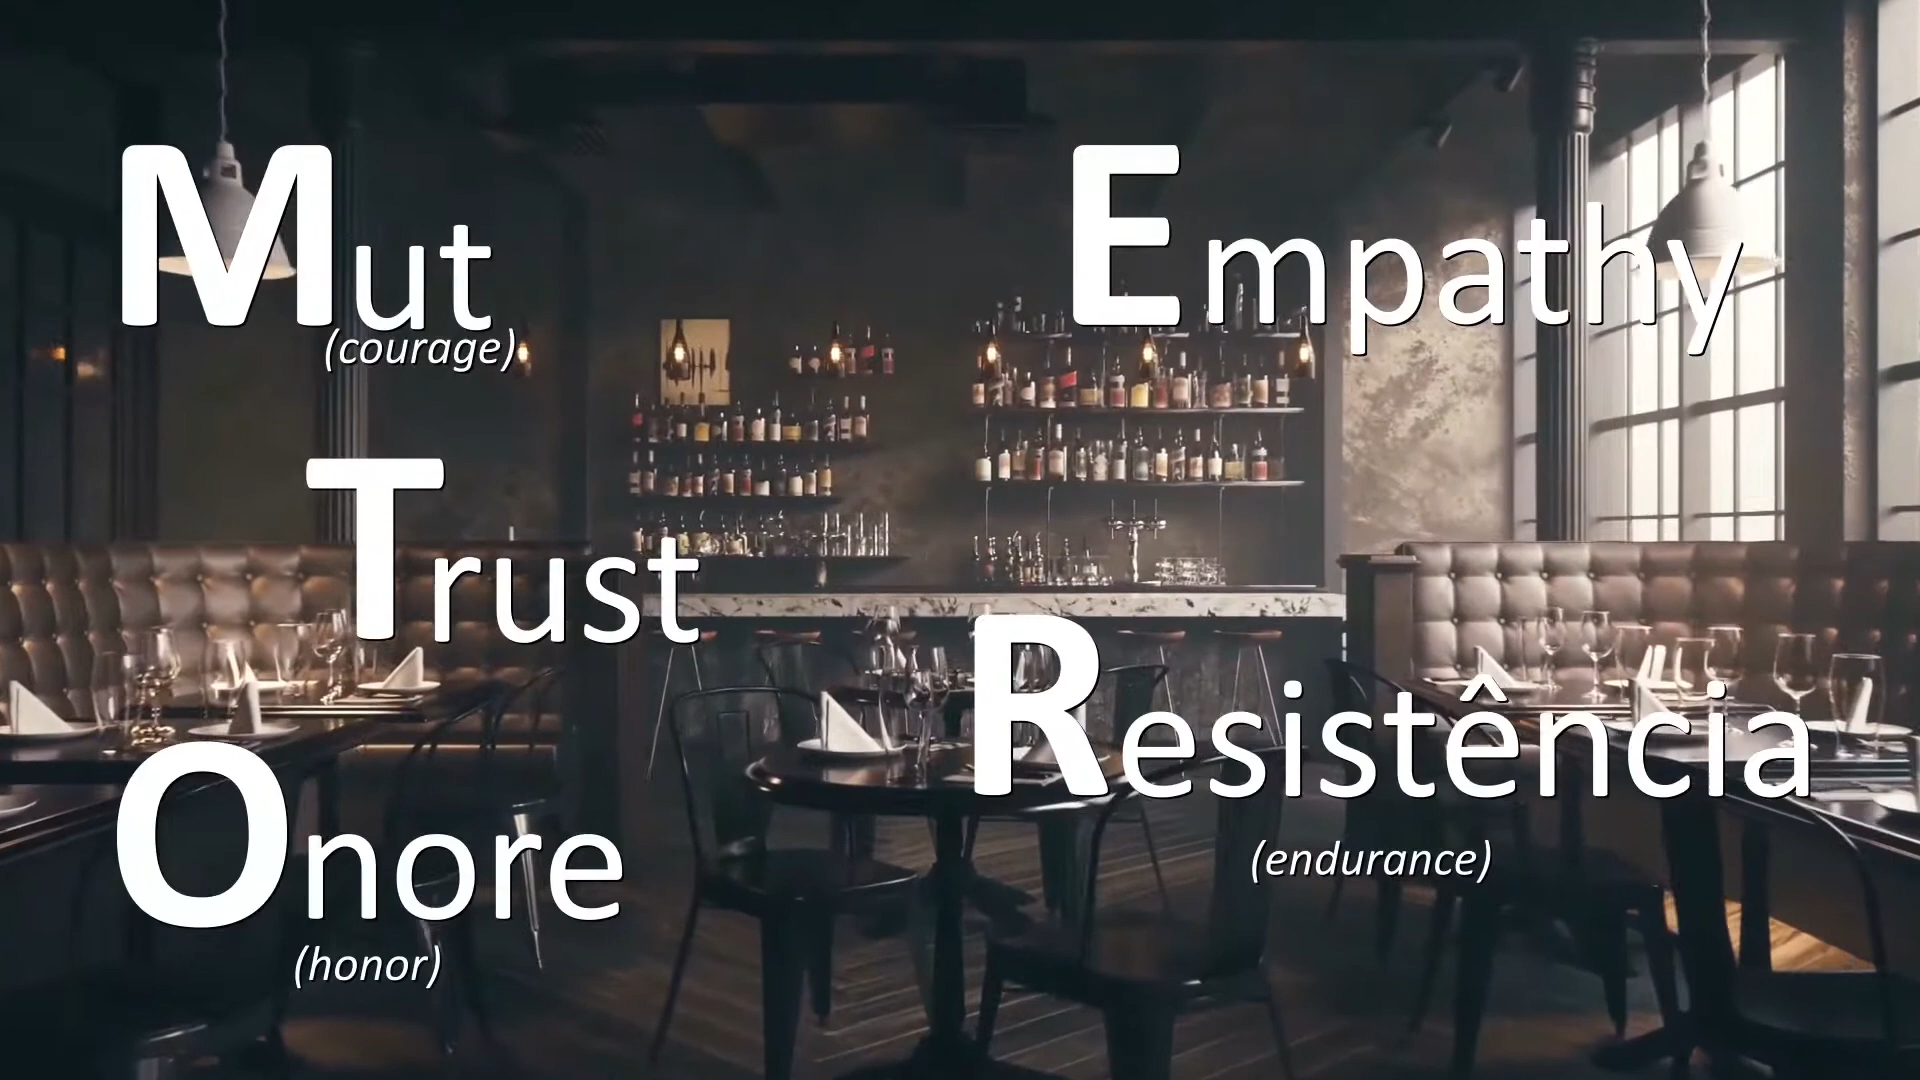 Mut
(courage)
Empathy
Trust
Resistência
(endurance)
Onore
(honor)